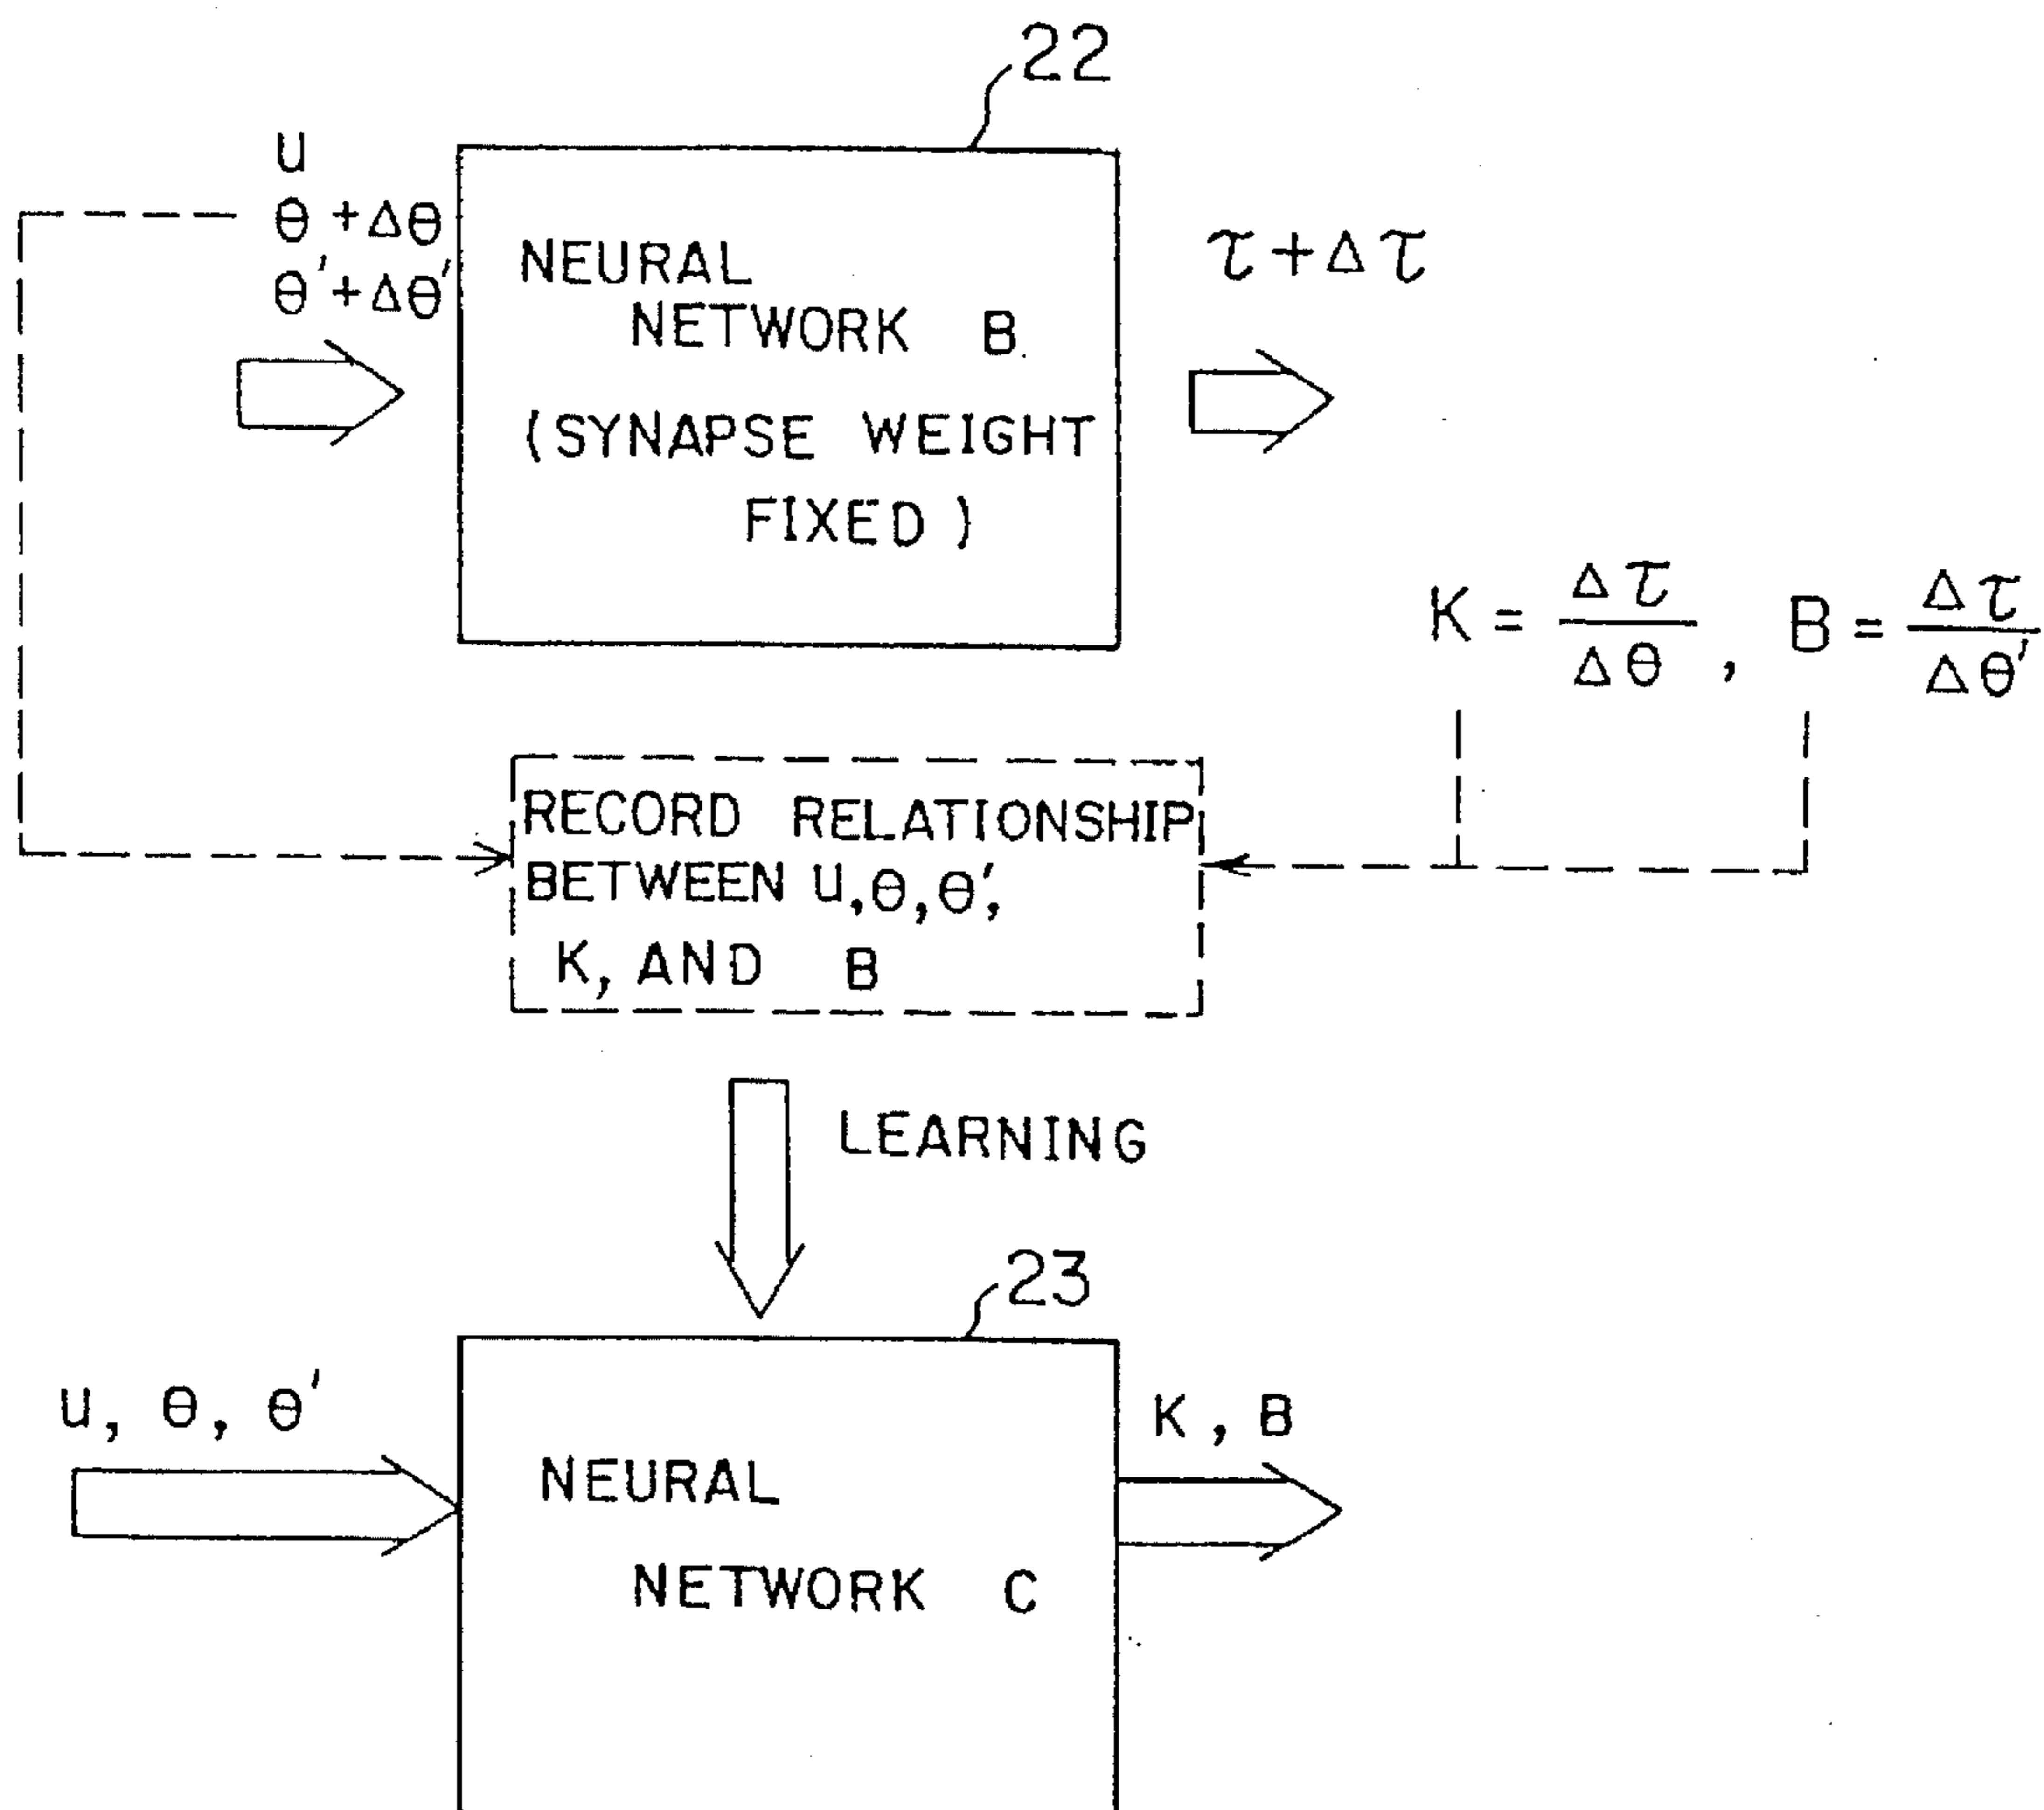 22
u
θ + Δθ
θ' + Δθ'
NEURAL
NETWORK B
(SYNAPSE WEIGHT
FIXED)
τ + Δτ
K = Δτ/Δθ , B = Δτ/Δθ'
RECORD RELATIONSHIP
BETWEEN U, θ, θ',
K, AND B
LEARNING
23
u, θ, θ'
NEURAL
NETWORK C
K, B